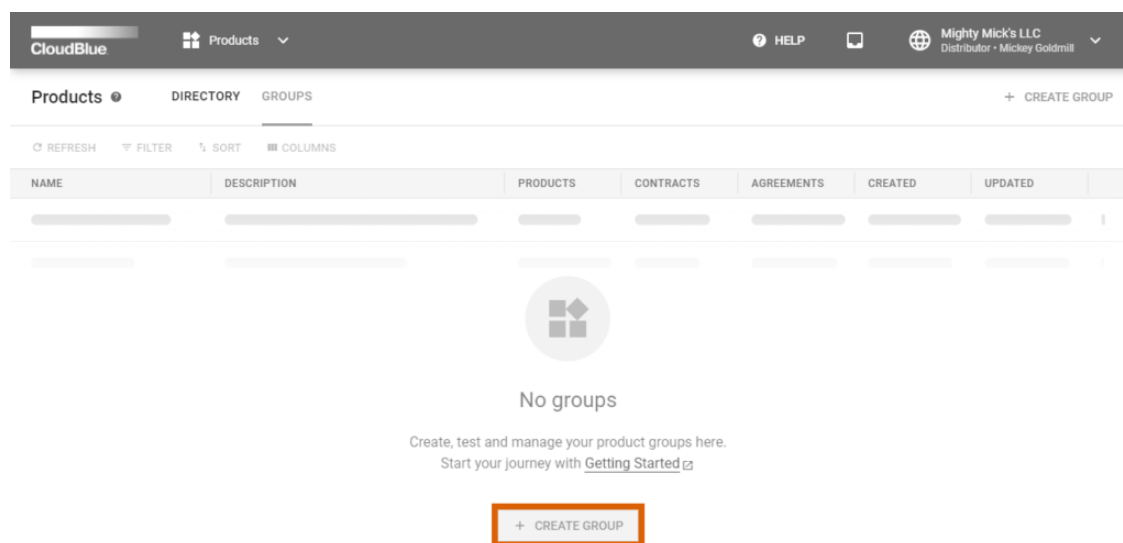 CloudBlue
Products
HELP
Mighty Mick's LLC
Distributor • Mickey Goldmill
Products
DIRECTORY
GROUPS
+ CREATE GROUP
REFRESH
FILTER
SORT
COLUMNS
NAME
DESCRIPTION
PRODUCTS
CONTRACTS
AGREEMENTS
CREATED
UPDATED
No groups
Create, test and manage your product groups here.
Start your journey with Getting Started
+ CREATE GROUP